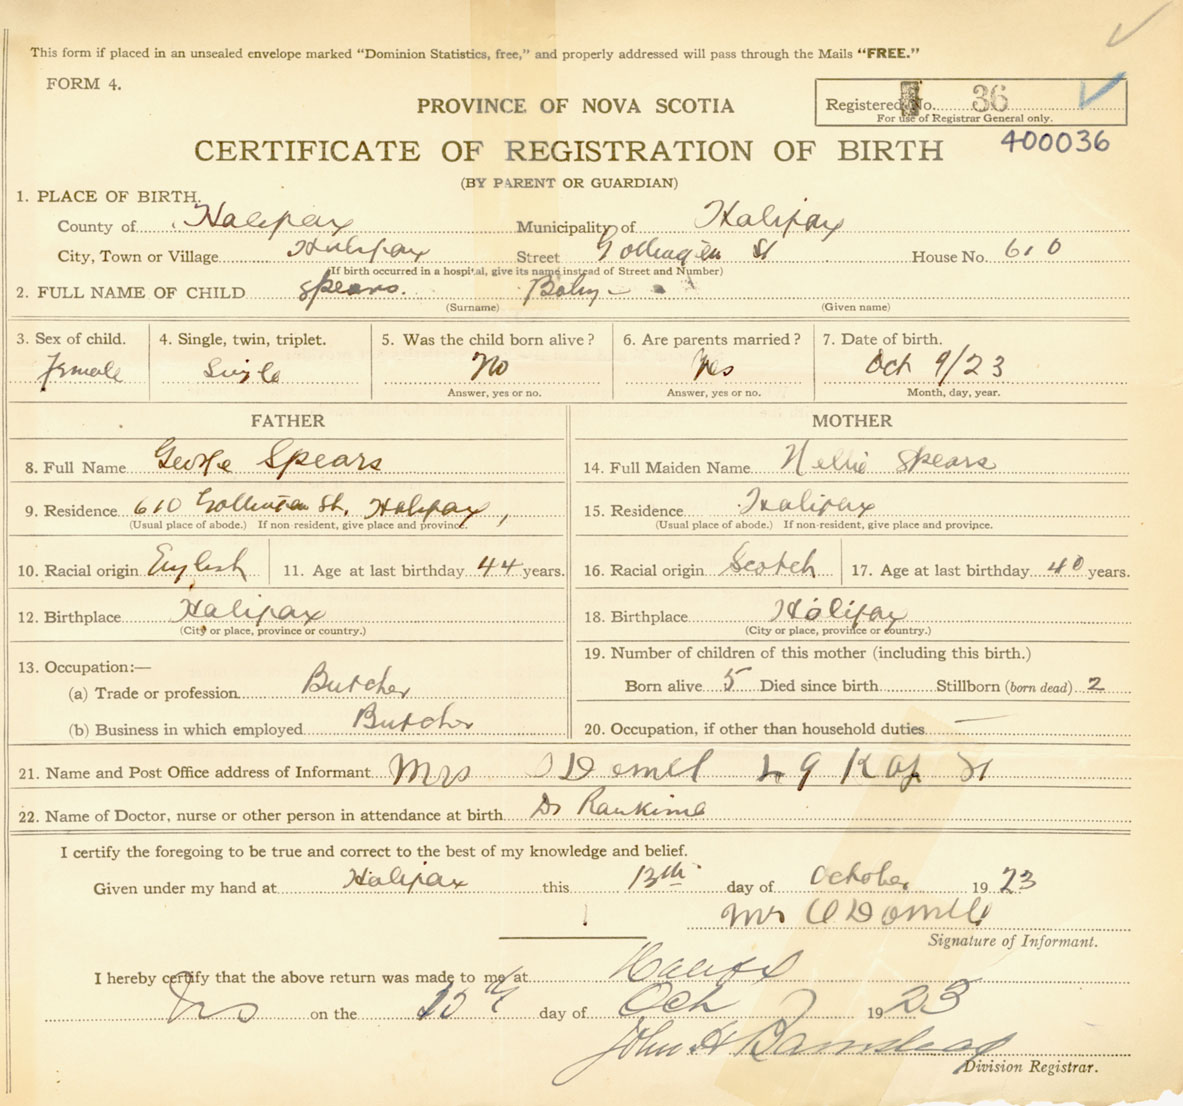 This form if placed in an unsealed envelope marked "Dominion Statistics, free," and properly addressed will pass through the Mails "FREE."
FORM 4.
PROVINCE OF NOVA SCOTIA
Registered No. 36
For use of Registrar General only.
400036
CERTIFICATE OF REGISTRATION OF BIRTH
(BY PARENT OR GUARDIAN)
1. PLACE OF BIRTH.
County of Halifax Municipality of Halifax
City, Town or Village Halifax Street St House No. 610
(If birth occurred in a hospital, give its name instead of Street and Number)
2. FULL NAME OF CHILD Spears. Baby
(Surname) (Given name)
3. Sex of child. 4. Single, twin, triplet. 5. Was the child born alive? 6. Are parents married? 7. Date of birth.
Female Single No Yes Oct 9/23
Answer, yes or no. Answer, yes or no. Month, day, year.
FATHER MOTHER
8. Full Name George Spears 14. Full Maiden Name Nellie Spears
9. Residence 610 St. Halifax, 15. Residence Halifax
(Usual place of abode.) If non-resident, give place and province. (Usual place of abode.) If non-resident, give place and province.
10. Racial origin English 11. Age at last birthday 44 years. 16. Racial origin Scotch 17. Age at last birthday 40 years.
12. Birthplace Halifax 18. Birthplace Halifax
(City or place, province or country.) (City or place, province or country.)
13. Occupation:— 19. Number of children of this mother (including this birth.)
(a) Trade or profession Butcher Born alive 5 Died since birth Stillborn (born dead) 2
(b) Business in which employed Butcher 20. Occupation, if other than household duties
21. Name and Post Office address of Informant Mrs
22. Name of Doctor, nurse or other person in attendance at birth Dr
I certify the foregoing to be true and correct to the best of my knowledge and belief.
Given under my hand at Halifax this 13th day of October 1923
Mrs
Signature of Informant.
I hereby certify that the above return was made to me at Halifax
on the day of Oct 1923
John H Barnstead
Division Registrar.